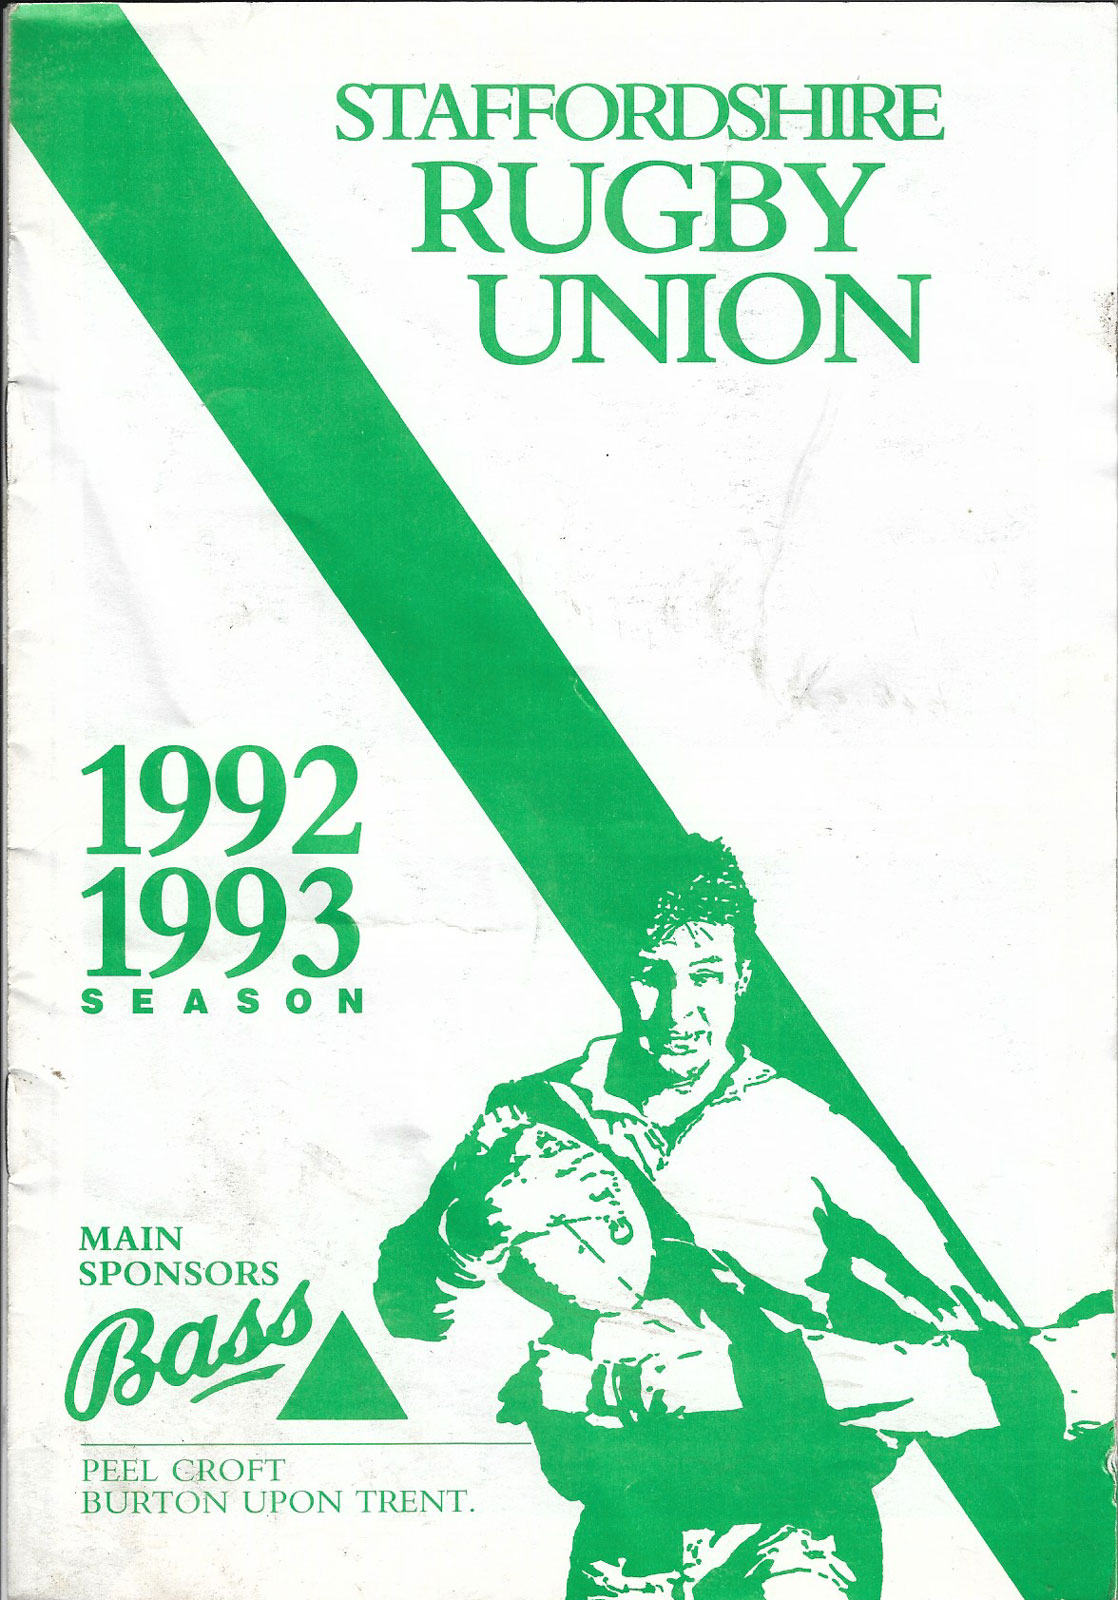 STAFFORDSHIRE
RUGBY
UNION
1992
1993
SEASON
MAIN
SPONSORS
Bass
PEEL CROFT
BURTON UPON TRENT.